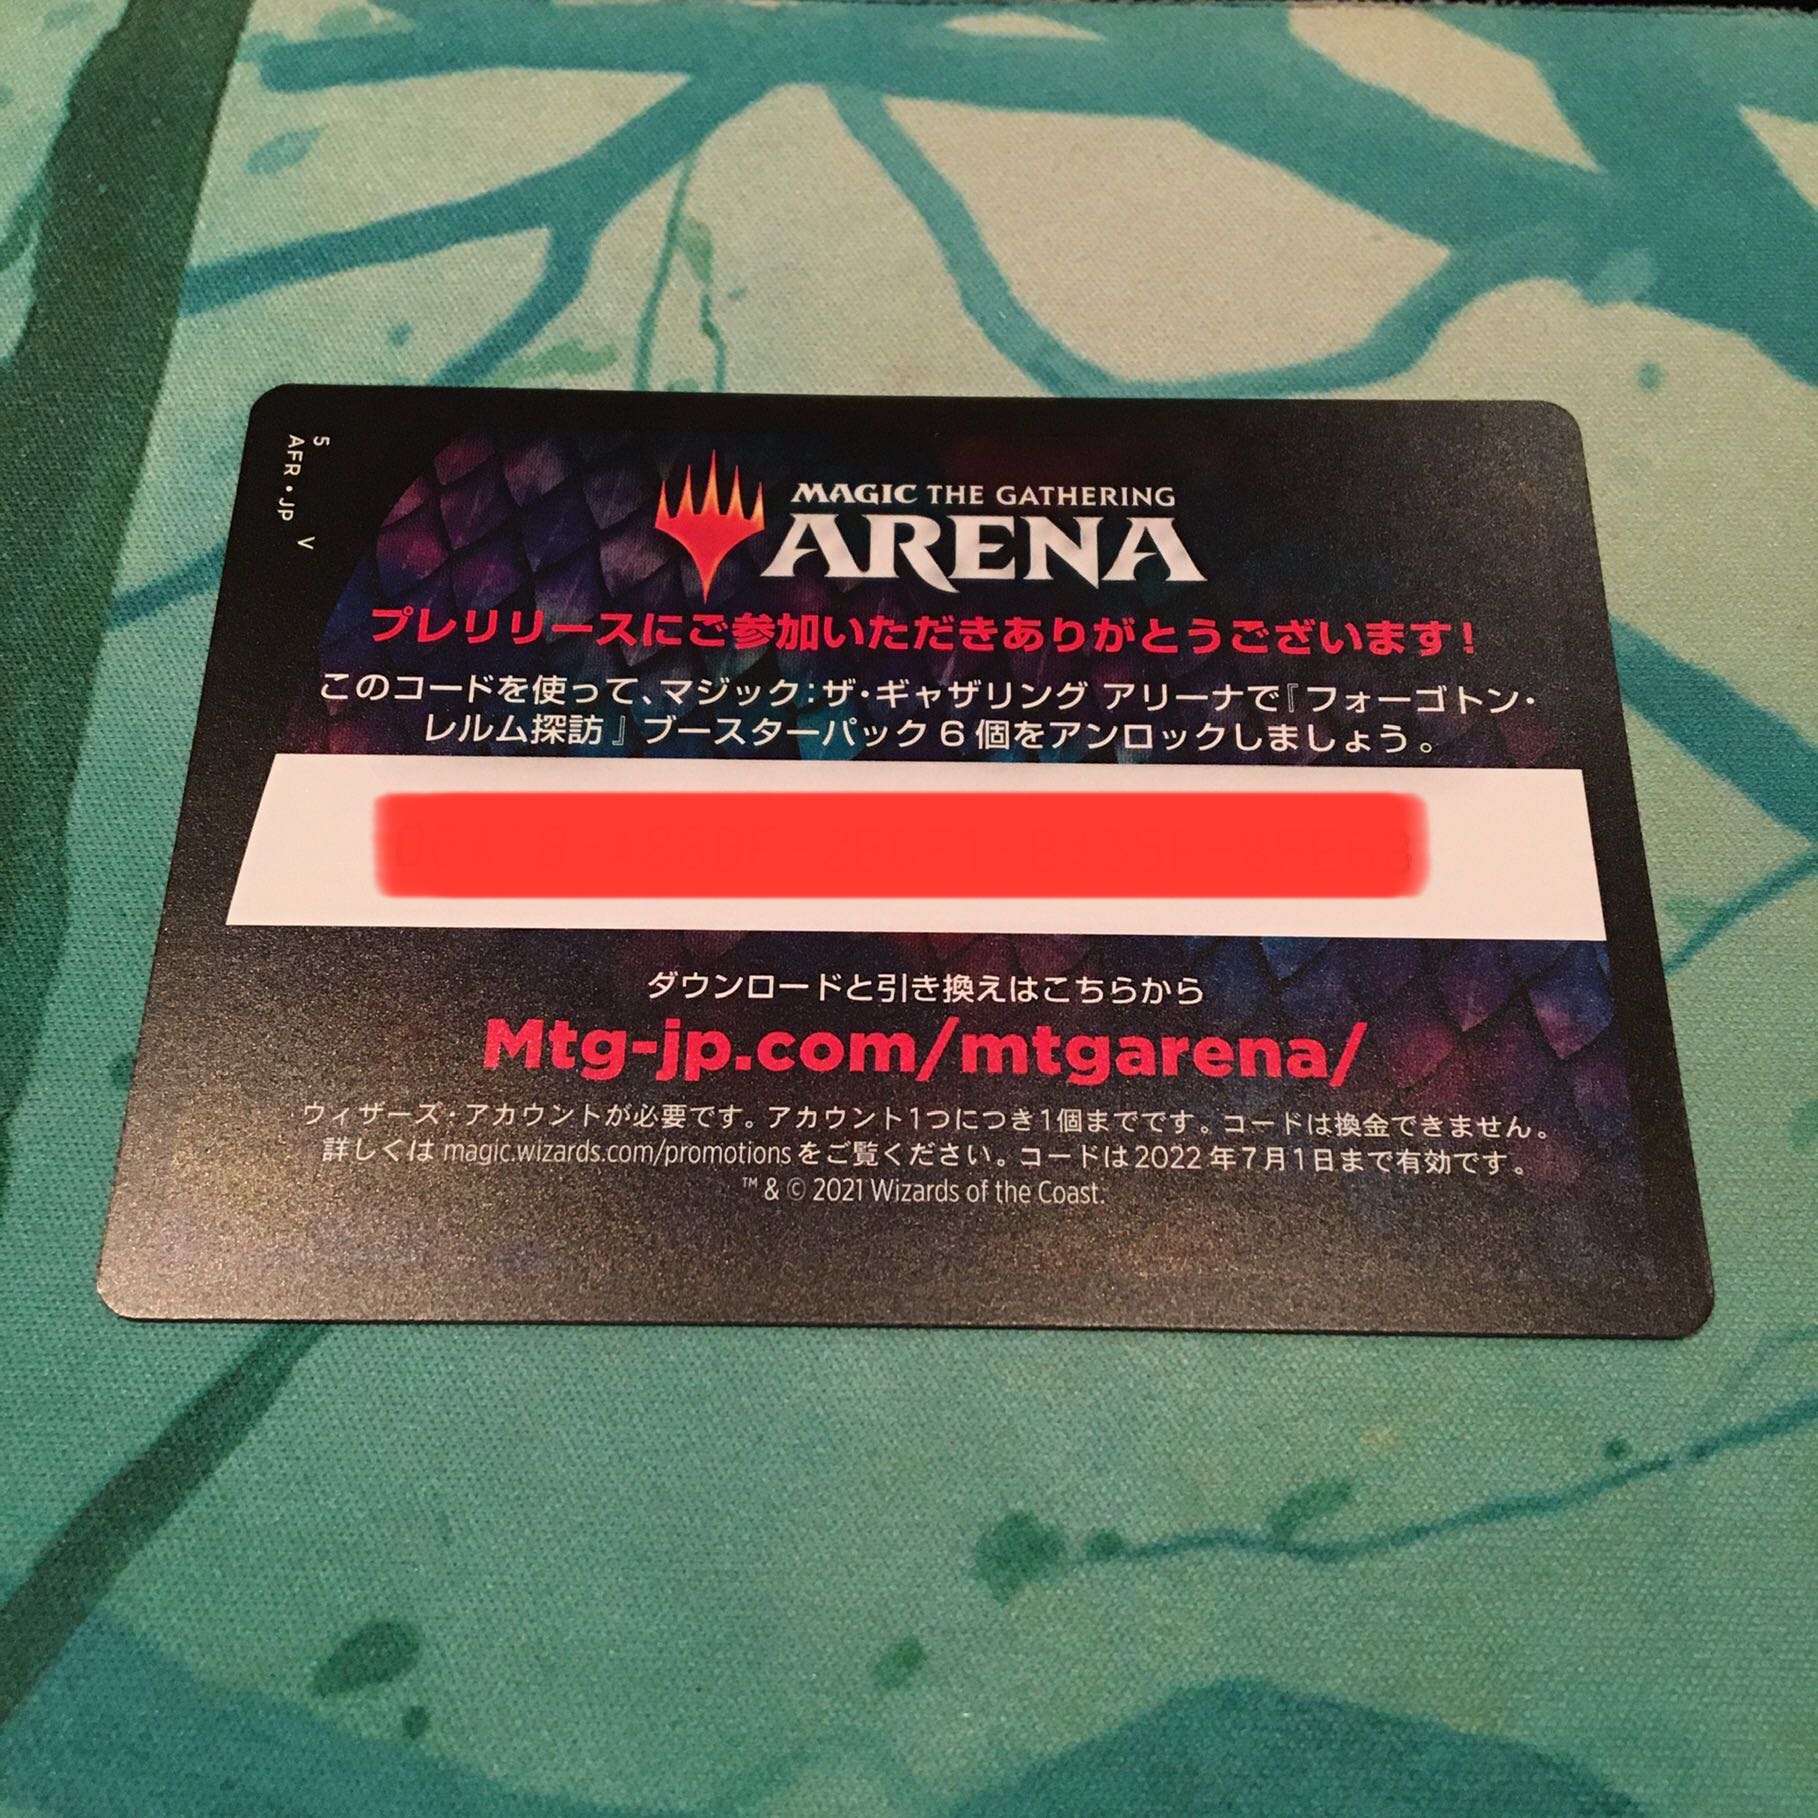 5
AFR・JP V
MAGIC THE GATHERING
ARENA
プレリリースにご参加いただきありがとうございます!
このコードを使って、マジック:ザ・ギャザリング アリーナで『フォーゴトン・
レルム探訪』ブースターパック 6 個をアンロックしましょう。
ダウンロードと引き換えはこちらから
Mtg-jp.com/mtgarena/
ウィザーズ・アカウントが必要です。アカウント1つにつき1個までです。コードは換金できません。
詳しくは magic.wizards.com/promotions をご覧ください。コードは2022年7月1日まで有効です。
™ & © 2021 Wizards of the Coast.